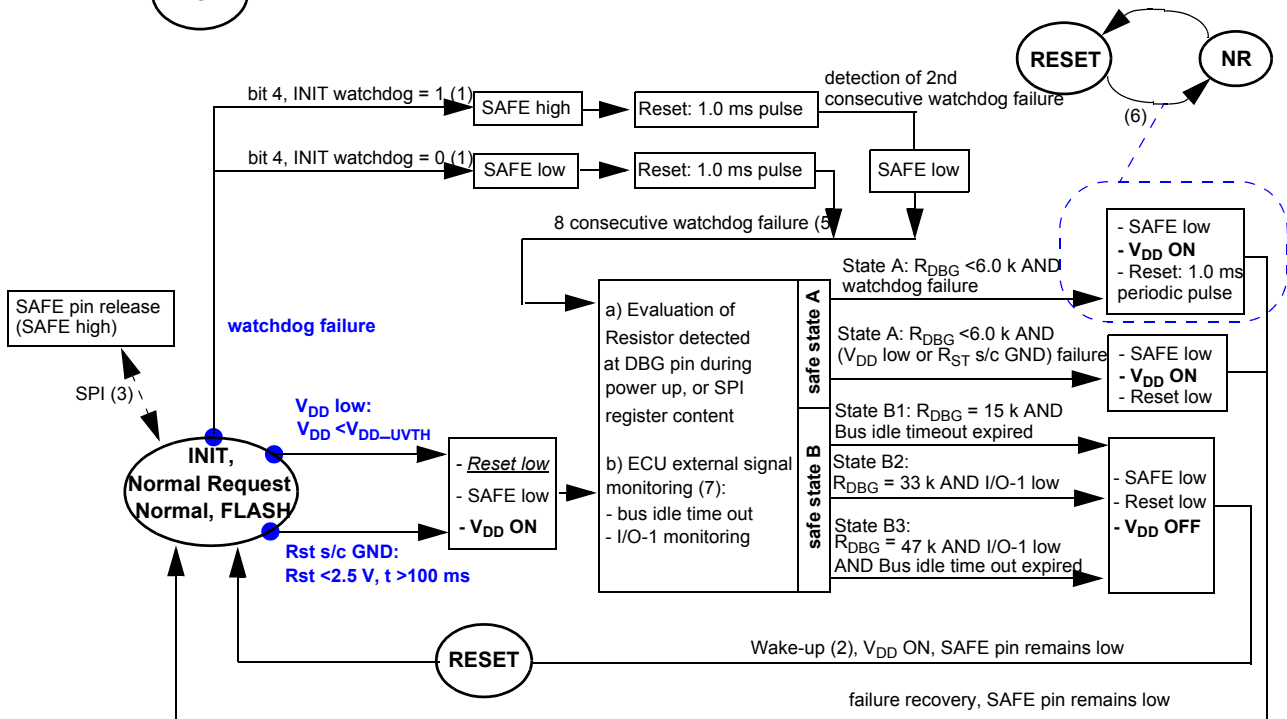 RESET
NR
(6)
bit 4, INIT watchdog = 1 (1)
SAFE high
Reset: 1.0 ms pulse
detection of 2nd
consecutive watchdog failure
bit 4, INIT watchdog = 0 (1)
SAFE low
Reset: 1.0 ms pulse
SAFE low
8 consecutive watchdog failure (5
SAFE pin release
(SAFE high)
SPI (3)
watchdog failure
VDD low:
VDD <VDD_UVTH
INIT,
Normal Request
Normal, FLASH
Rst s/c GND:
Rst <2.5 V, t >100 ms
- Reset low
- SAFE low
- VDD ON
a) Evaluation of
Resistor detected
at DBG pin during
power up, or SPI
register content
b) ECU external signal
monitoring (7):
- bus idle time out
- I/O-1 monitoring
safe state A
safe state B
State A: RDBG <6.0 k AND
watchdog failure
- SAFE low
- VDD ON
- Reset: 1.0 ms
periodic pulse
State A: RDBG <6.0 k AND
(VDD low or RST s/c GND) failure
- SAFE low
- VDD ON
- Reset low
State B1: RDBG = 15 k AND
Bus idle timeout expired
State B2:
RDBG = 33 k AND I/O-1 low
State B3:
RDBG = 47 k AND I/O-1 low
AND Bus idle time out expired
- SAFE low
- Reset low
- VDD OFF
RESET
Wake-up (2), VDD ON, SAFE pin remains low
failure recovery, SAFE pin remains low